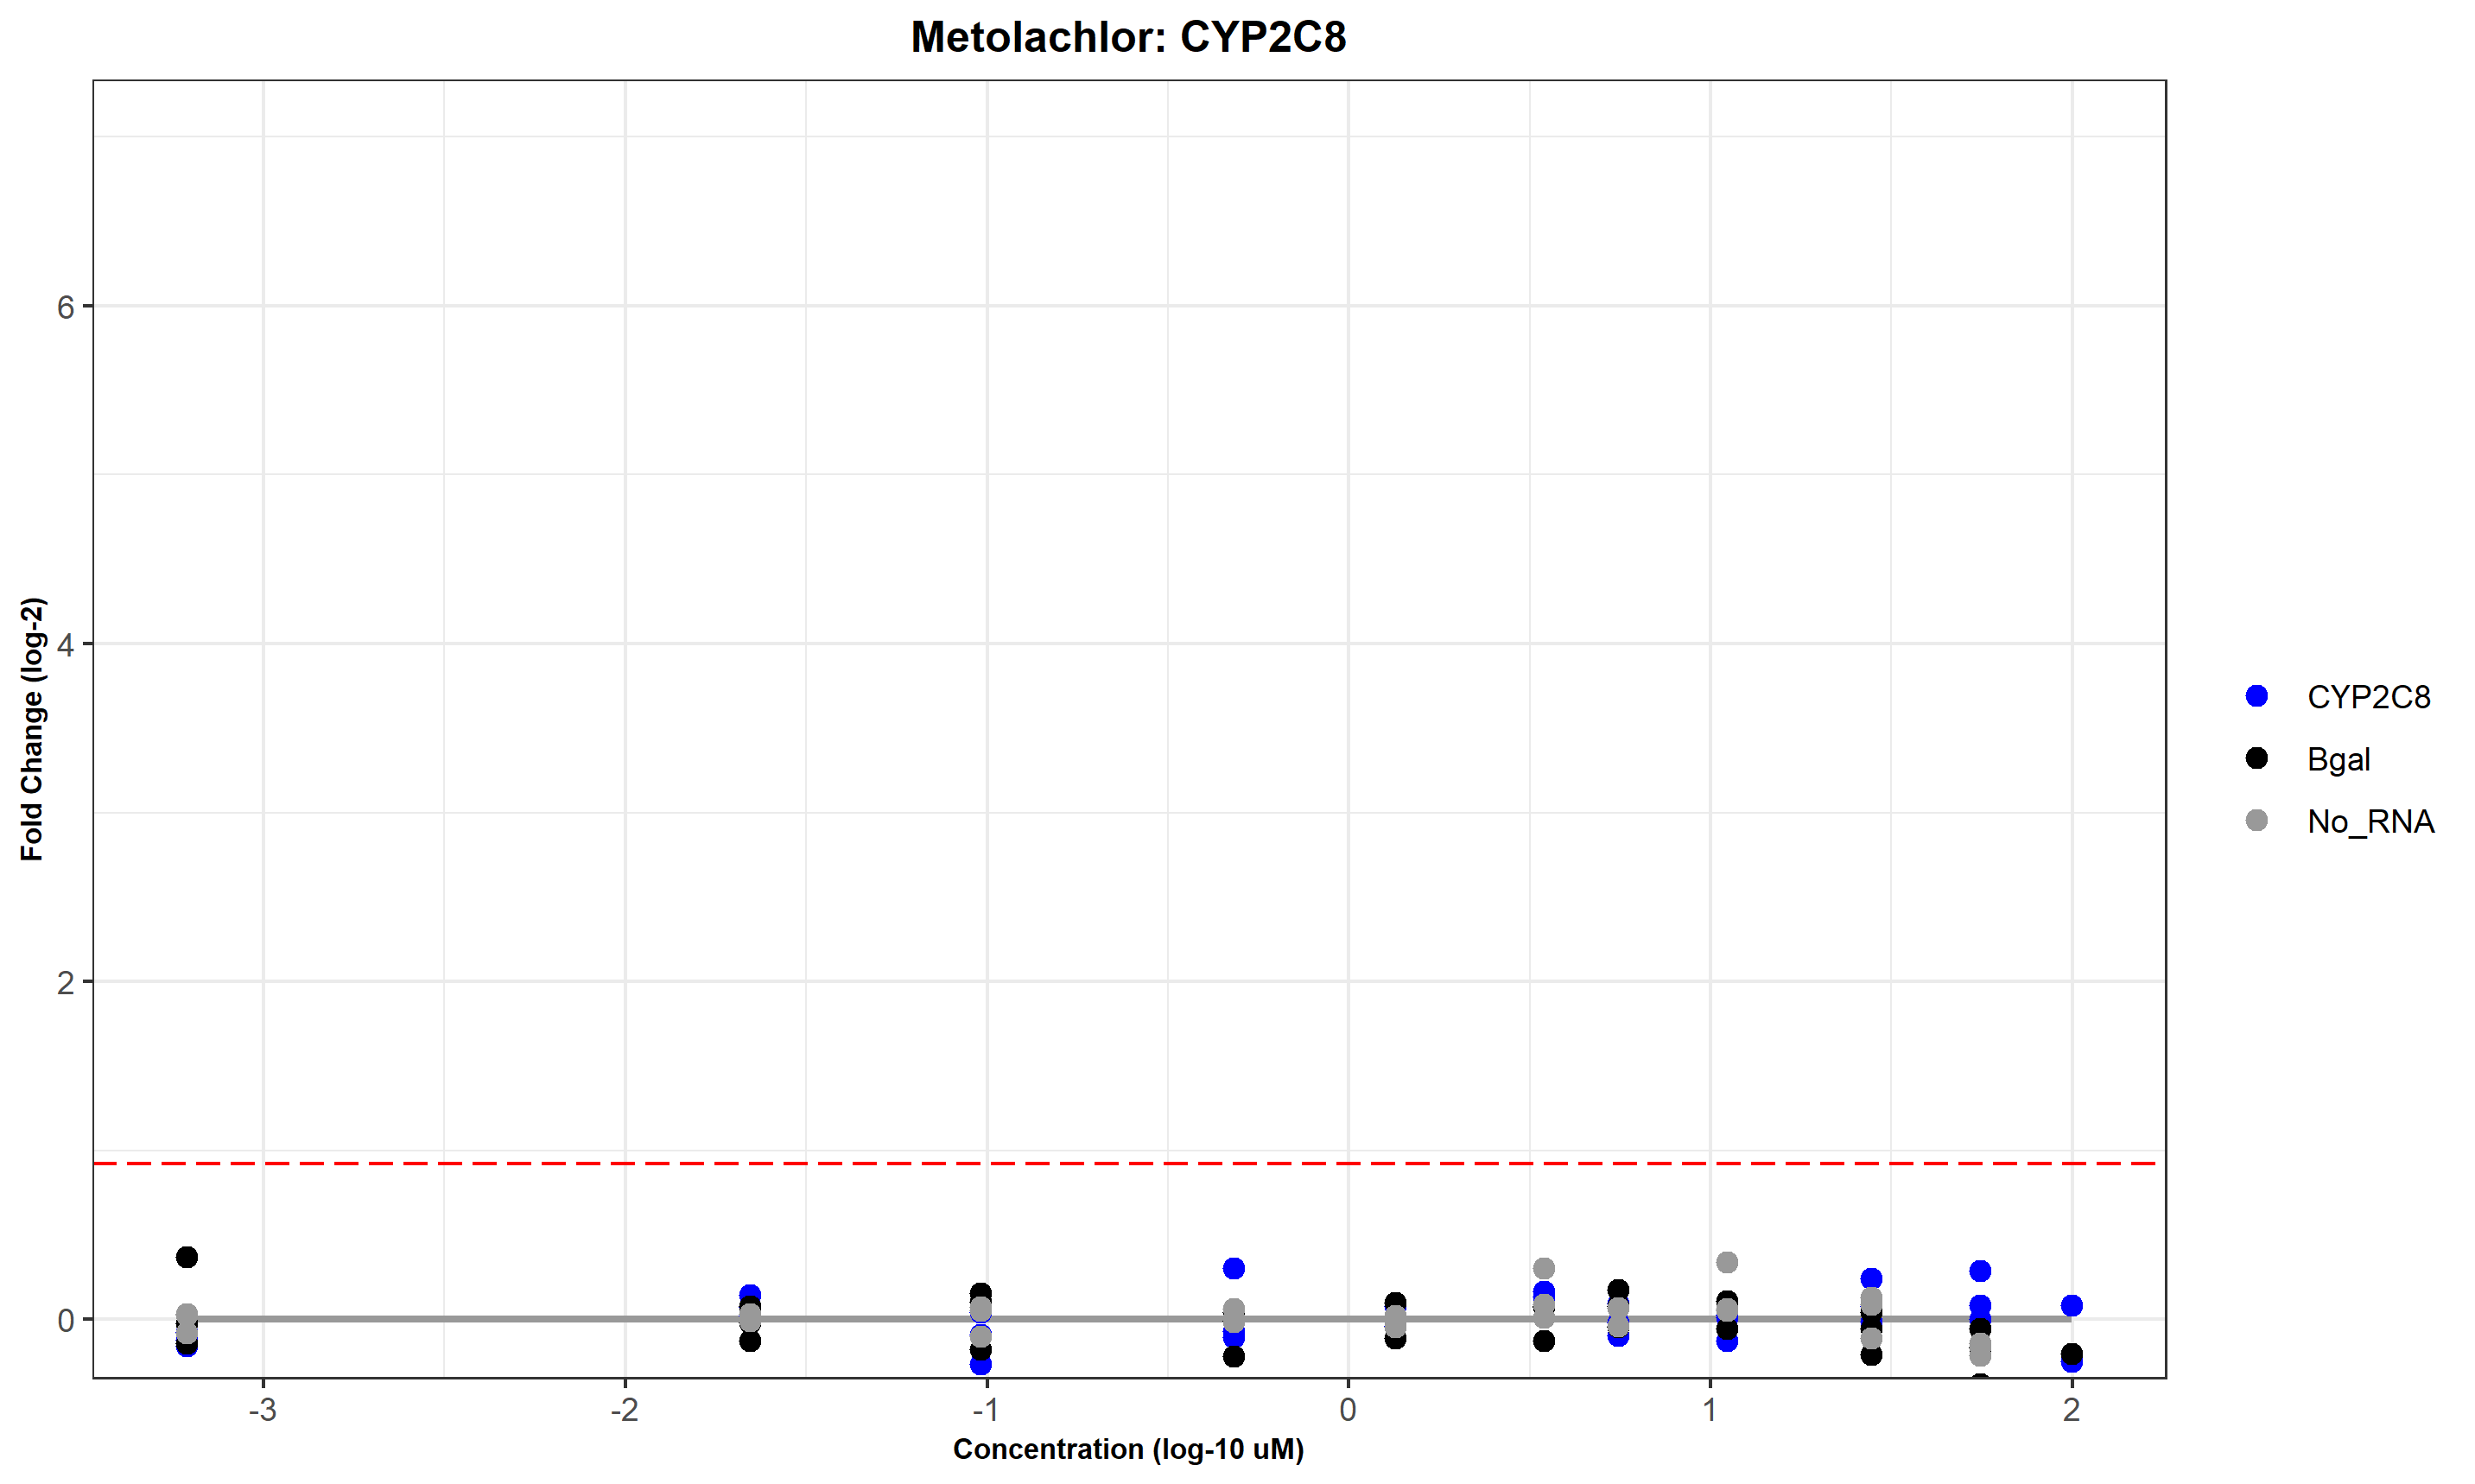 Metolachlor: CYP2C8
Fold Change (log-2)
6
4
2
0
-3
-2
-1
0
1
2
Concentration (log-10 uM)
CYP2C8
Bgal
No_RNA